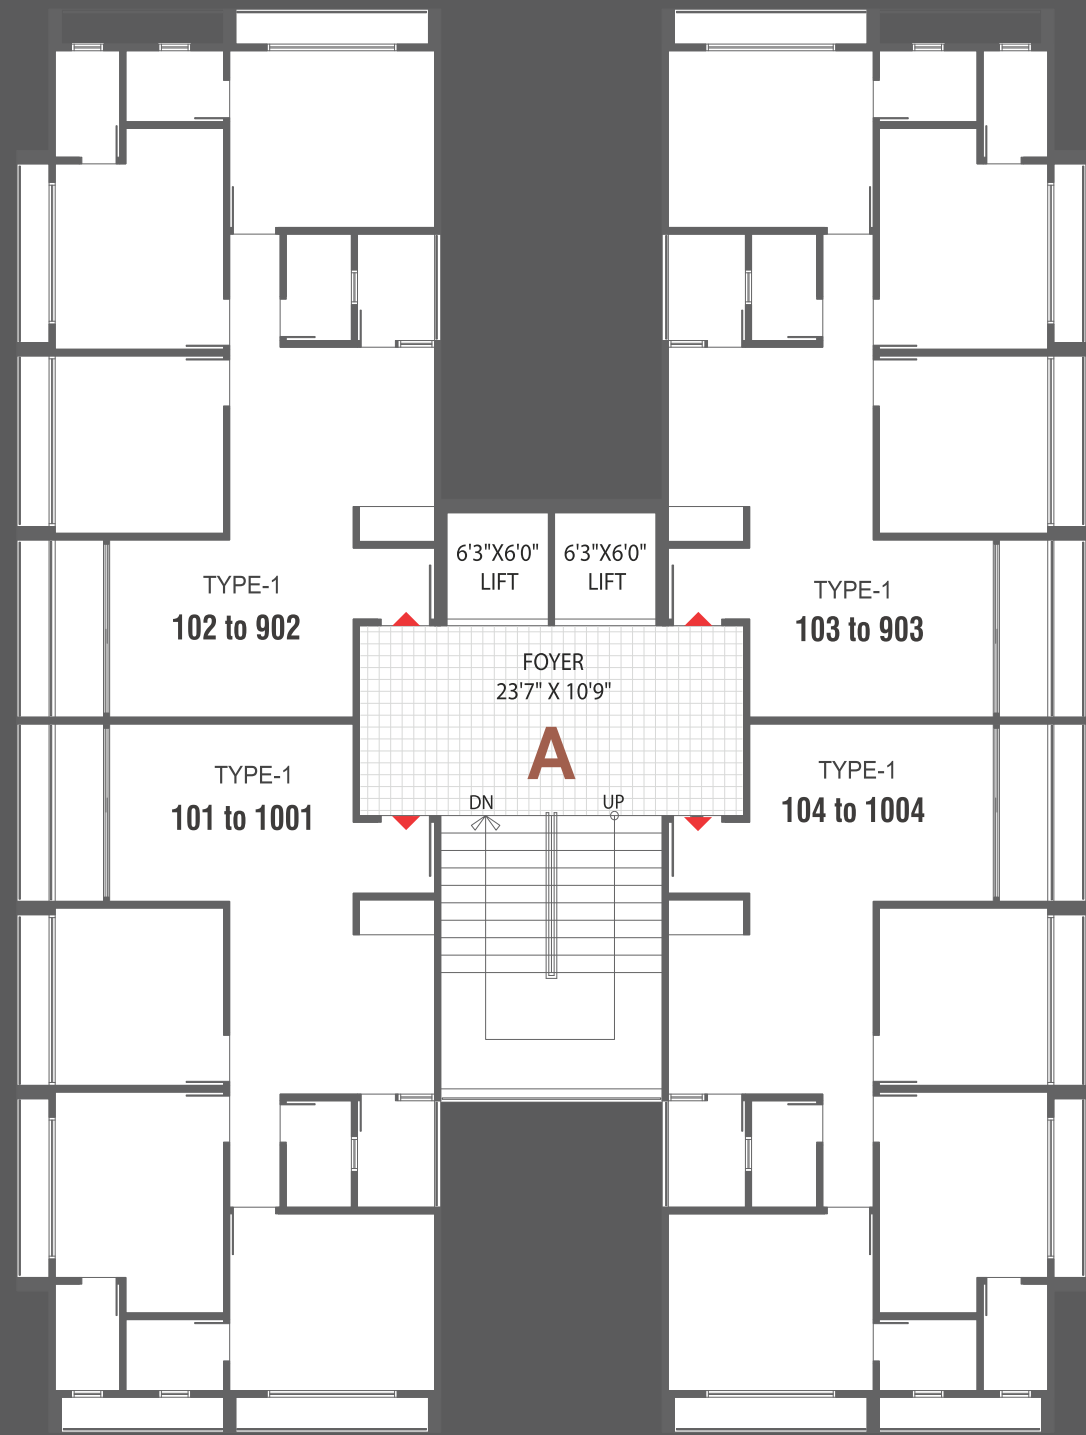 6'3"X6'0"
LIFT
6'3"X6'0"
LIFT
TYPE-1
102 to 902
TYPE-1
103 to 903
FOYER
23'7" X 10'9"
A
TYPE-1
101 to 1001
TYPE-1
104 to 1004
DN
UP